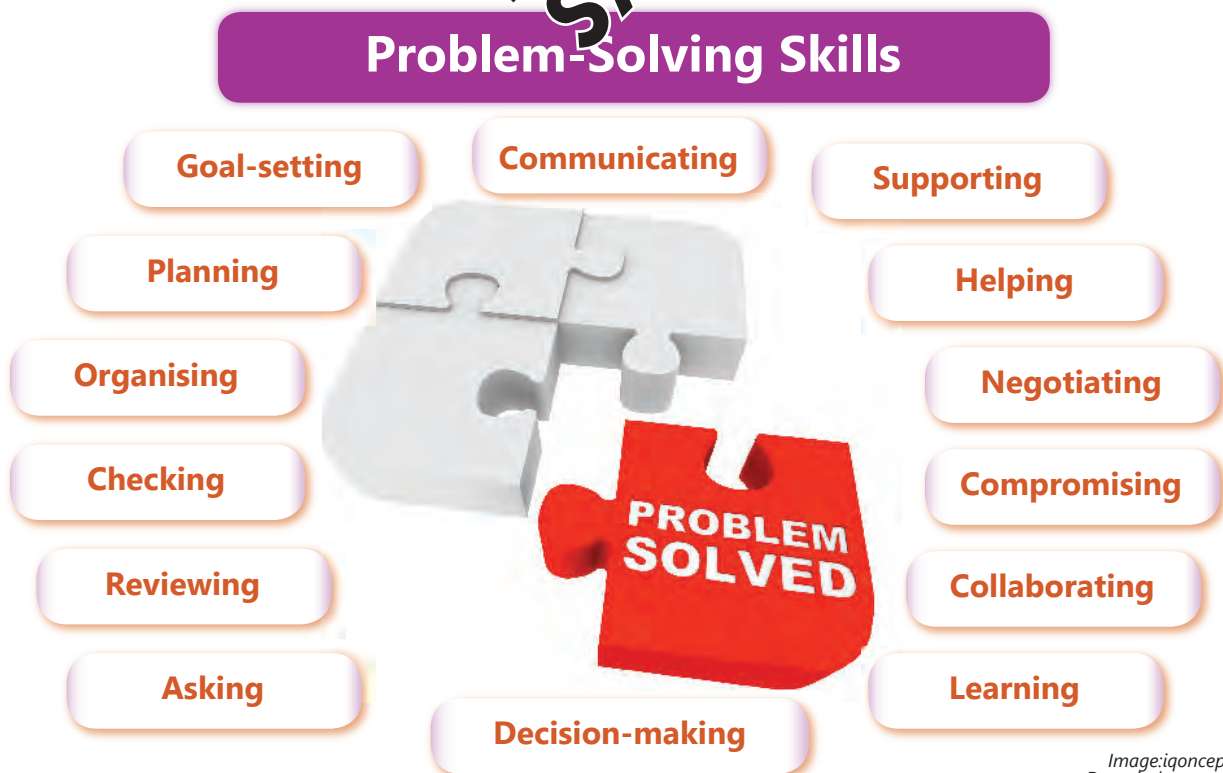 Problem-Solving Skills
Goal-setting
Communicating
Supporting
Planning
Helping
Organising
Negotiating
Checking
Compromising
PROBLEM
SOLVED
Reviewing
Collaborating
Asking
Learning
Decision-making